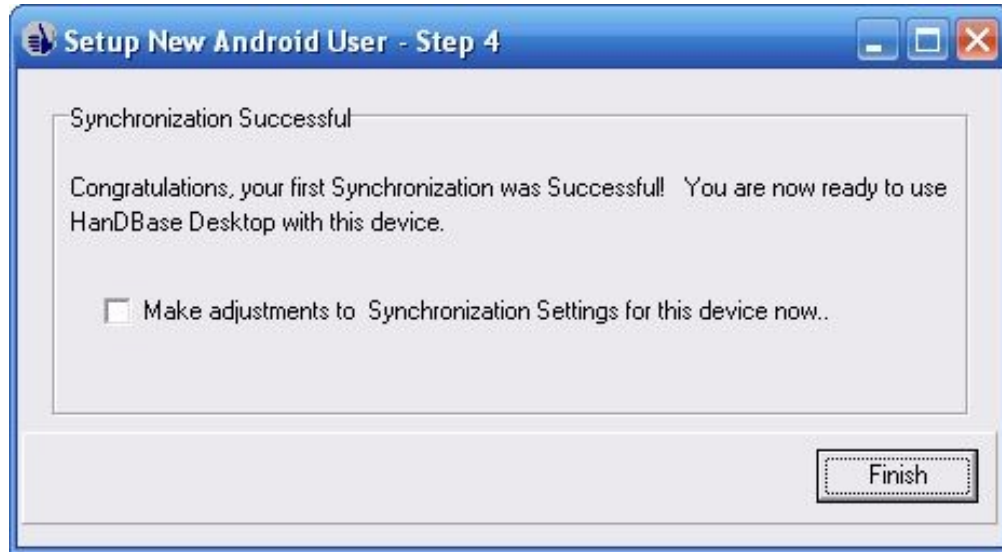 Setup New Android User - Step 4
Synchronization Successful
Congratulations, your first Synchronization was Successful!   You are now ready to use
HanDBase Desktop with this device.
Make adjustments to  Synchronization Settings for this device now..
Finish